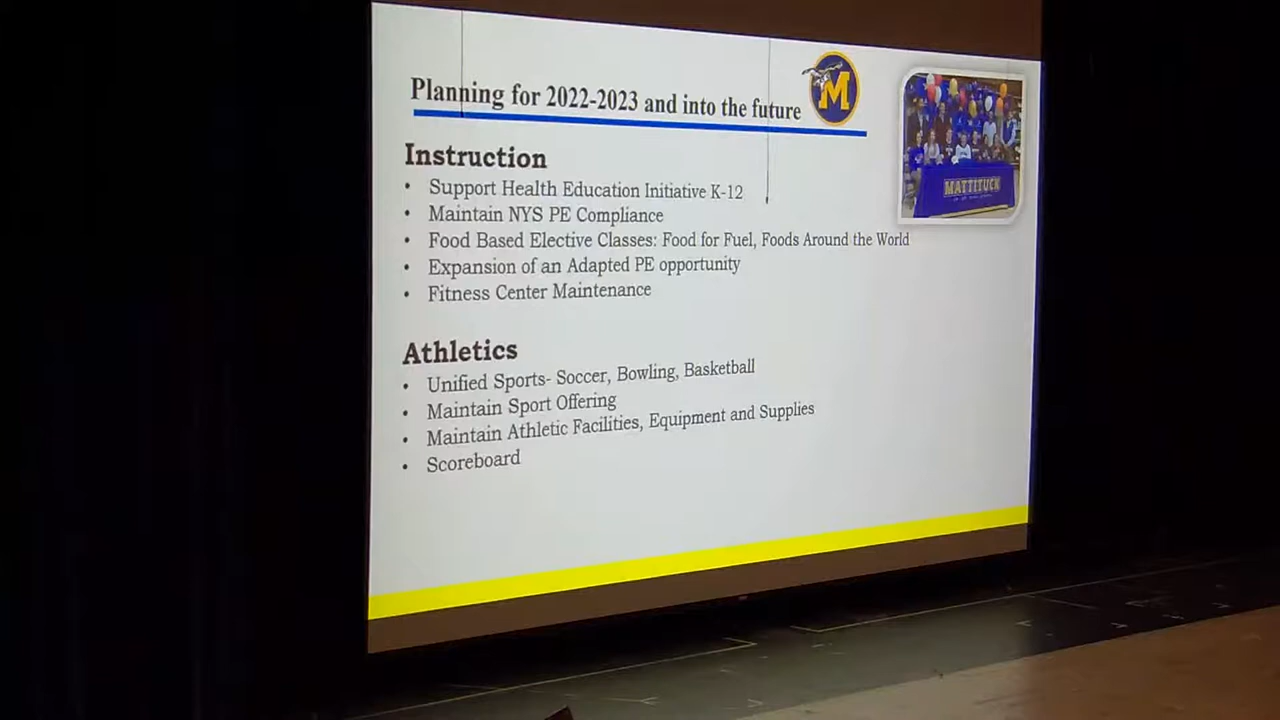 Planning for 2022-2023 and into the future
M
MATTITUCK
Instruction
• Support Health Education Initiative K-12
• Maintain NYS PE Compliance
• Food Based Elective Classes: Food for Fuel, Foods Around the World
• Expansion of an Adapted PE opportunity
• Fitness Center Maintenance
Athletics
• Unified Sports- Soccer, Bowling, Basketball
• Maintain Sport Offering
• Maintain Athletic Facilities, Equipment and Supplies
• Scoreboard